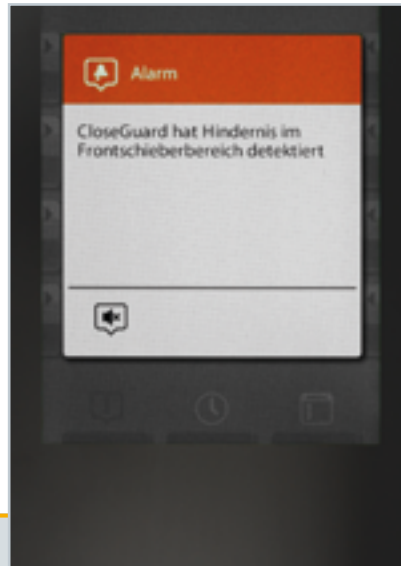 Alarm
CloseGuard hat Hindernis im
Frontschieberbereich detektiert